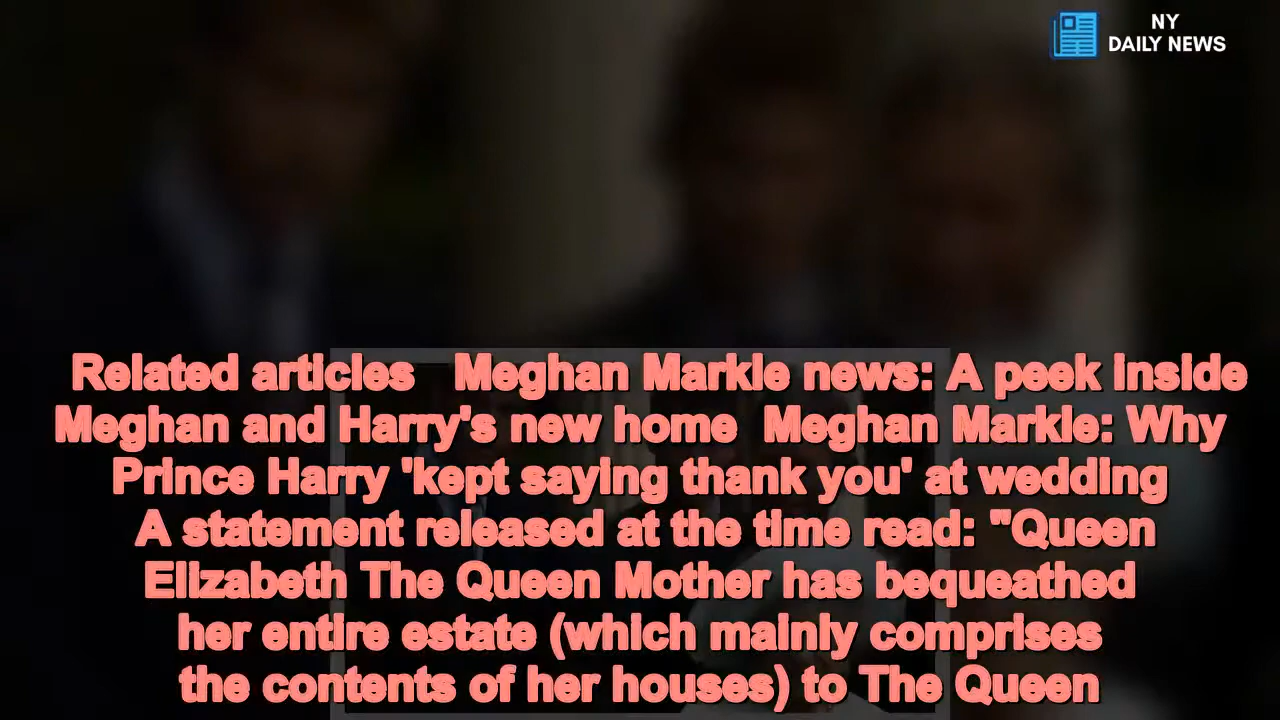 NY
DAILY NEWS
Related articles   Meghan Markle news: A peek inside
Meghan and Harry's new home  Meghan Markle: Why
Prince Harry 'kept saying thank you' at wedding
A statement released at the time read: "Queen
Elizabeth The Queen Mother has bequeathed
her entire estate (which mainly comprises
the contents of her houses) to The Queen